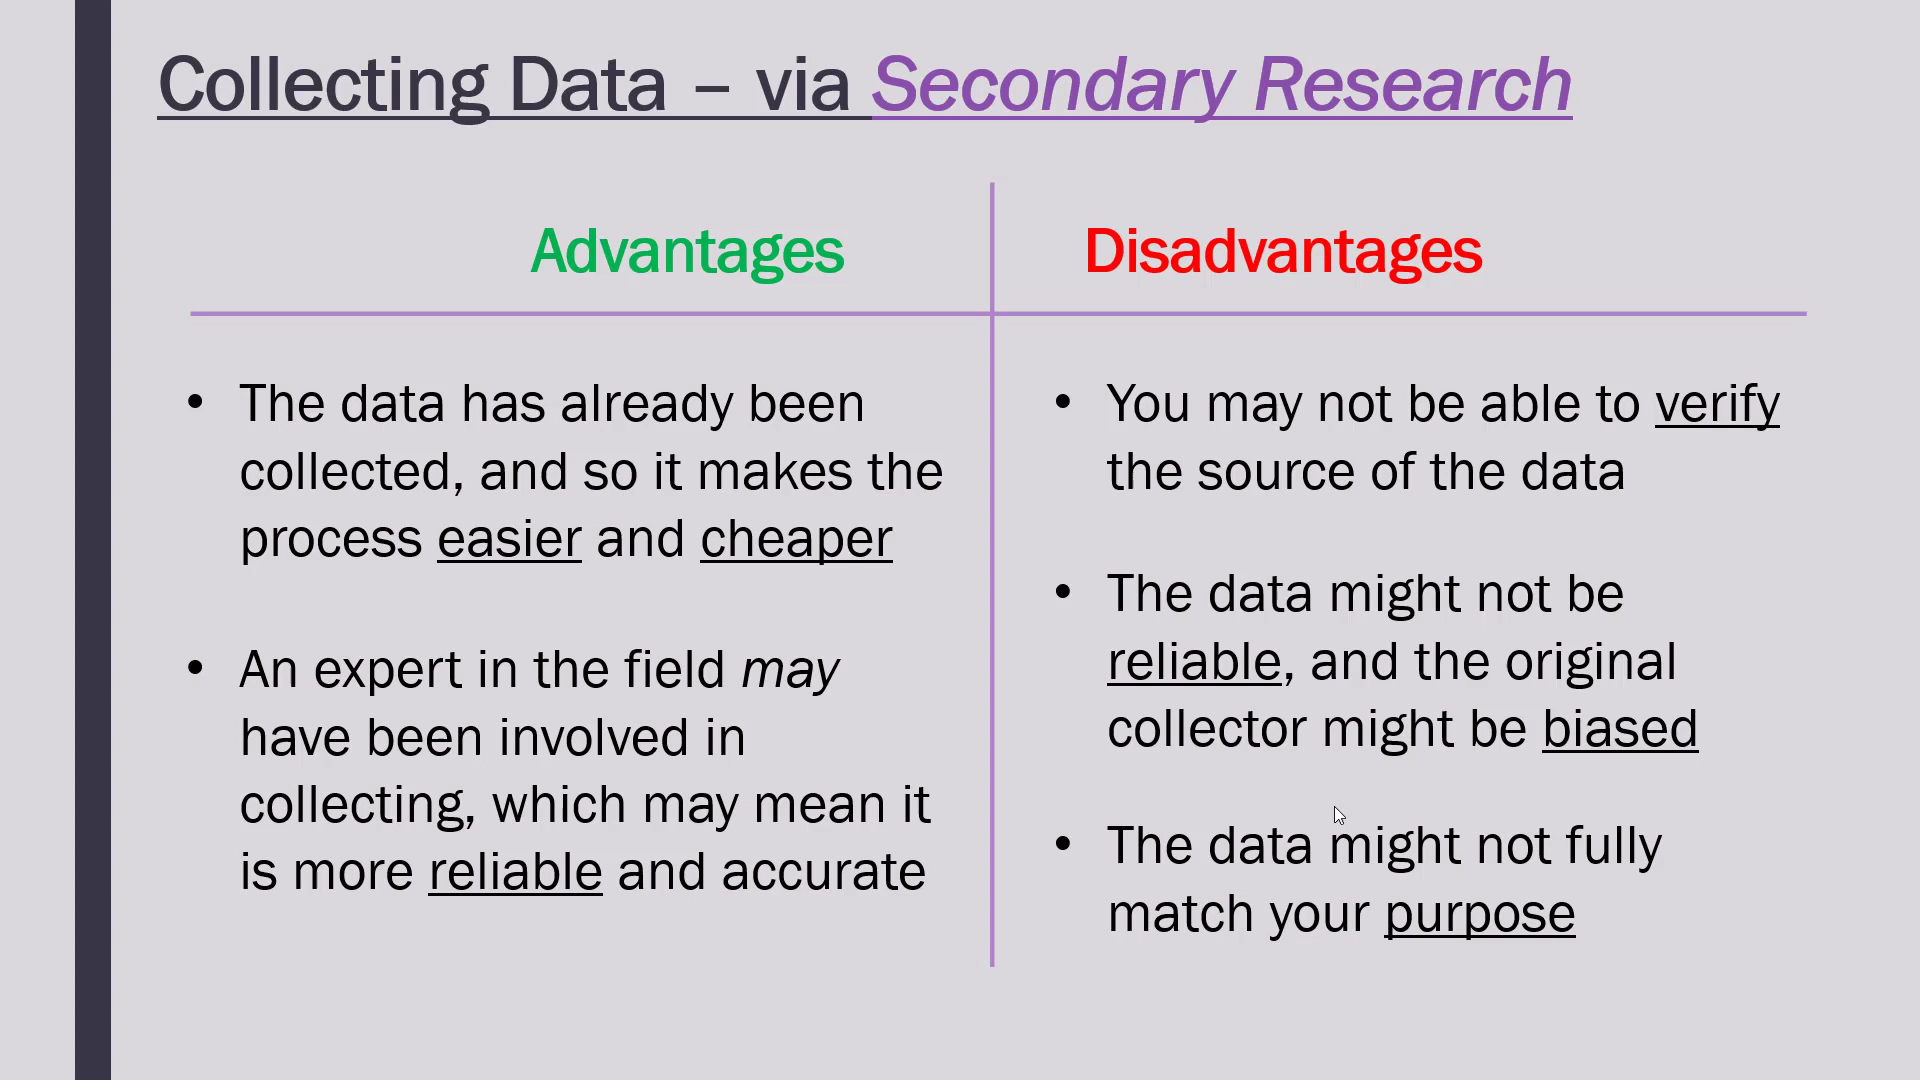 Collecting Data – via Secondary Research
Advantages
Disadvantages
• The data has already been
collected, and so it makes the
process easier and cheaper
• An expert in the field may
have been involved in
collecting, which may mean it
is more reliable and accurate
• You may not be able to verify
the source of the data
• The data might not be
reliable, and the original
collector might be biased
• The data might not fully
match your purpose